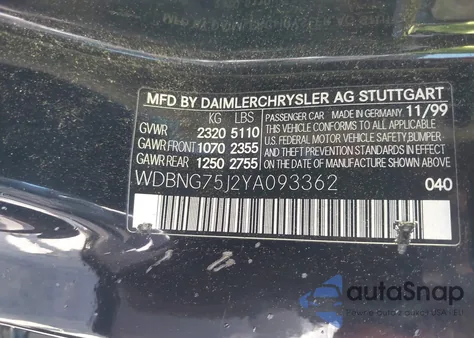 MFD BY DAIMLERCHRYSLER AG STUTTGART
KG LBS
GVWR 2320 5110
GAWR FRONT 1070 2355
GAWR REAR 1250 2755
PASSENGER CAR MADE IN GERMANY 11/99
THIS VEHICLE CONFORMS TO ALL APPLICABLE
U.S. FEDERAL MOTOR VEHICLE SAFETY, BUMPER-
AND THEFT PREVENTION STANDARDS IN EFFECT
ON THE DATE OF MANUFACTURE SHOWN ABOVE.
WDBNG75J2YA093362
040
autoSnap